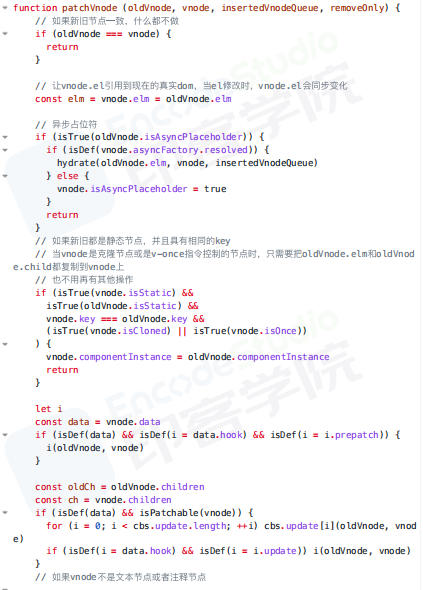 function patchVnode (oldVnode, vnode, insertedVnodeQueue, removeOnly) {
// 如果新旧节点一致，什么都不做
if (oldVnode === vnode) {
return
}
// 让vnode.el引用到现在的真实dom，当el修改时，vnode.el会同步变化
const elm = vnode.elm = oldVnode.elm
// 异步占位符
if (isTrue(oldVnode.isAsyncPlaceholder)) {
if (isDef(vnode.asyncFactory.resolved)) {
hydrate(oldVnode.elm, vnode, insertedVnodeQueue)
} else {
vnode.isAsyncPlaceholder = true
}
return
}
// 如果新旧都是静态节点，并且具有相同的key
// 当vnode是克隆节点或是v-once指令控制的节点时，只需要把oldVnode.elm和oldVnod
e.child都复制到vnode上
// 也不用再有其他操作
if (isTrue(vnode.isStatic) &&
isTrue(oldVnode.isStatic) &&
vnode.key === oldVnode.key &&
(isTrue(vnode.isCloned) || isTrue(vnode.isOnce))
) {
vnode.componentInstance = oldVnode.componentInstance
return
}
let i
const data = vnode.data
if (isDef(data) && isDef(i = data.hook) && isDef(i = i.prepatch)) {
i(oldVnode, vnode)
}
const oldCh = oldVnode.children
const ch = vnode.children
if (isDef(data) && isPatchable(vnode)) {
for (i = 0; i < cbs.update.length; ++i) cbs.update[i](oldVnode, vnod
e)
if (isDef(i = data.hook) && isDef(i = i.update)) i(oldVnode, vnode)
}
// 如果vnode不是文本节点或者注释节点
EncodeStudio
印客学院
EncodeStudio
印客学院